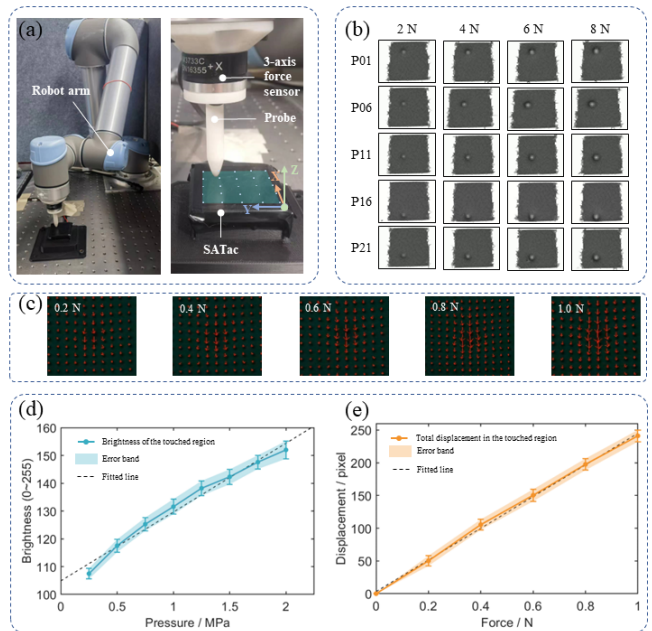 (a)
3733C
N16355 +X
3-axis
force
sensor
Robot arm
Probe
Z
Y
SATac
(b)
2 N 4 N 6 N 8 N
P01
P06
P11
P16
P21
(c)
0.2 N 0.4 N 0.6 N 0.8 N 1.0 N
(d)
Brightness of the touched region
Error band
Fitted line
Brightness (0–255)
160
150
140
130
120
110
100
0 0.5 1 1.5 2
Pressure / MPa
(e)
Total displacement in the touched region
Error band
Fitted line
Displacement / pixel
250
200
150
100
50
0
0 0.2 0.4 0.6 0.8 1
Force / N